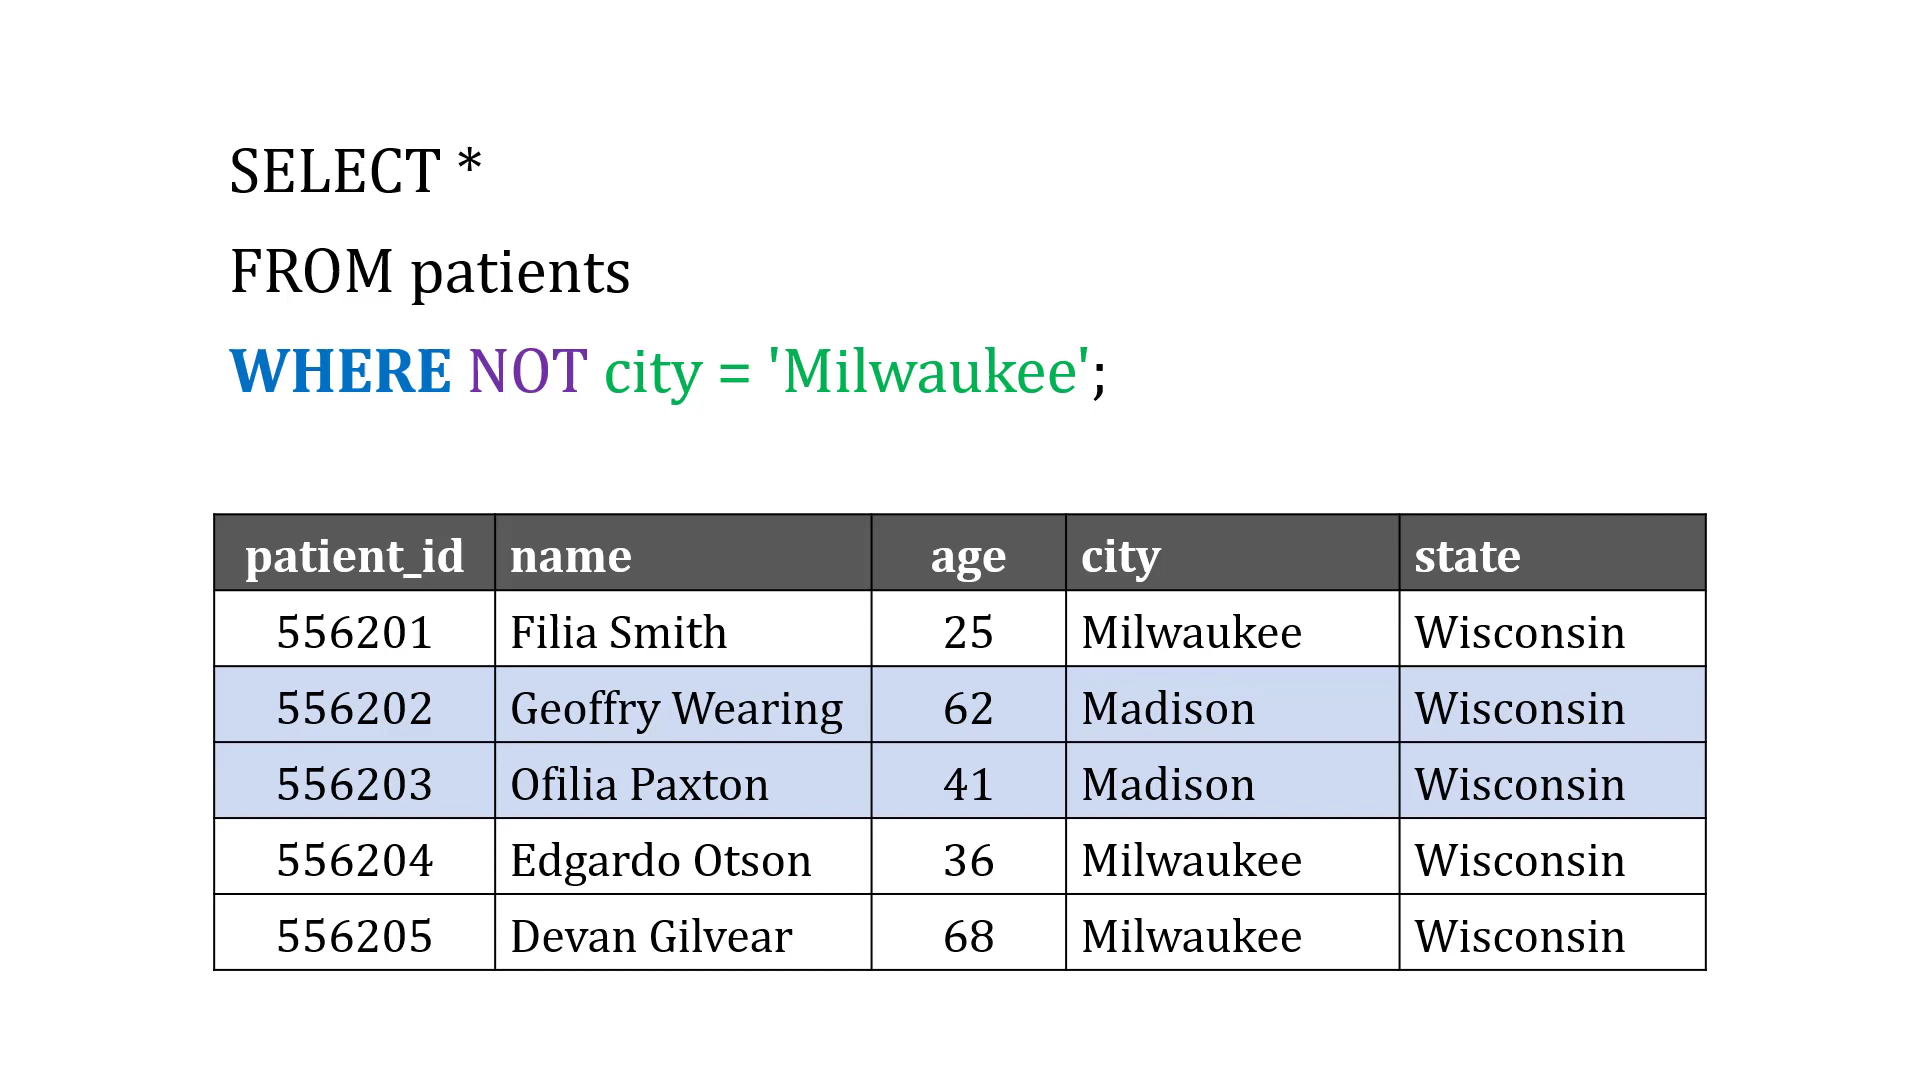 SELECT *
FROM patients
WHERE NOT city = 'Milwaukee';
patient_id name age city state
556201 Filia Smith 25 Milwaukee Wisconsin
556202 Geoffry Wearing 62 Madison Wisconsin
556203 Ofilia Paxton 41 Madison Wisconsin
556204 Edgardo Otson 36 Milwaukee Wisconsin
556205 Devan Gilvear 68 Milwaukee Wisconsin